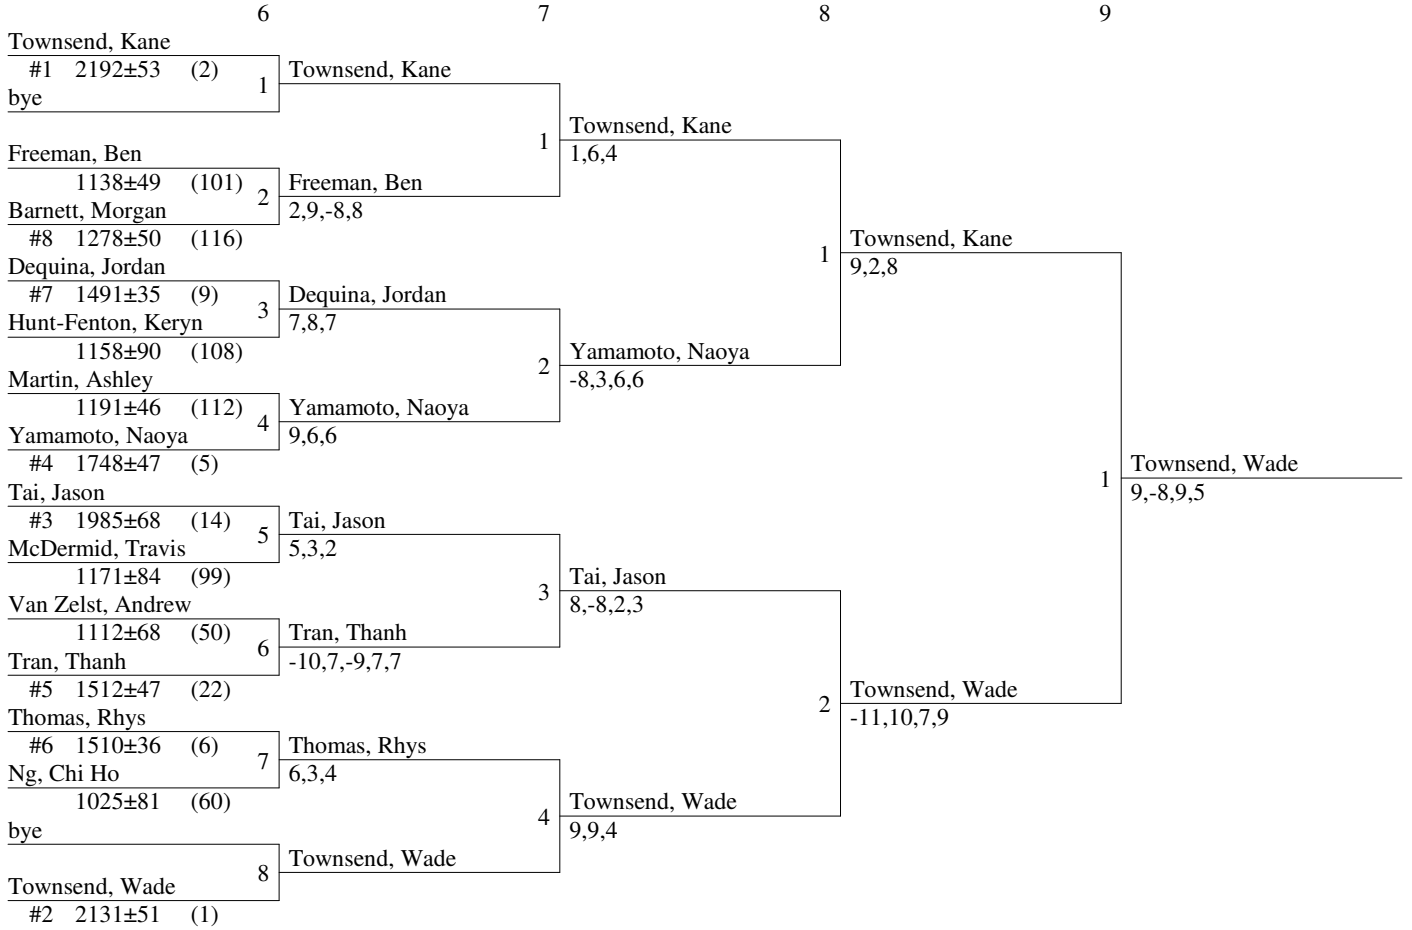 6 7 8 9
Townsend, Kane
#1 2192±53 (2)
1
Townsend, Kane
bye
1
Townsend, Kane
1,6,4
Freeman, Ben
1138±49 (101)
2
Freeman, Ben
2,9,-8,8
Barnett, Morgan
#8 1278±50 (116)
1
Townsend, Kane
9,2,8
Dequina, Jordan
#7 1491±35 (9)
3
Dequina, Jordan
7,8,7
Hunt-Fenton, Keryn
1158±90 (108)
2
Yamamoto, Naoya
-8,3,6,6
Martin, Ashley
1191±46 (112)
4
Yamamoto, Naoya
9,6,6
Yamamoto, Naoya
#4 1748±47 (5)
1
Townsend, Wade
9,-8,9,5
Tai, Jason
#3 1985±68 (14)
5
Tai, Jason
5,3,2
McDermid, Travis
1171±84 (99)
3
Tai, Jason
8,-8,2,3
Van Zelst, Andrew
1112±68 (50)
6
Tran, Thanh
-10,7,-9,7,7
Tran, Thanh
#5 1512±47 (22)
2
Townsend, Wade
-11,10,7,9
Thomas, Rhys
#6 1510±36 (6)
7
Thomas, Rhys
6,3,4
Ng, Chi Ho
1025±81 (60)
4
Townsend, Wade
9,9,4
bye
8
Townsend, Wade
Townsend, Wade
#2 2131±51 (1)